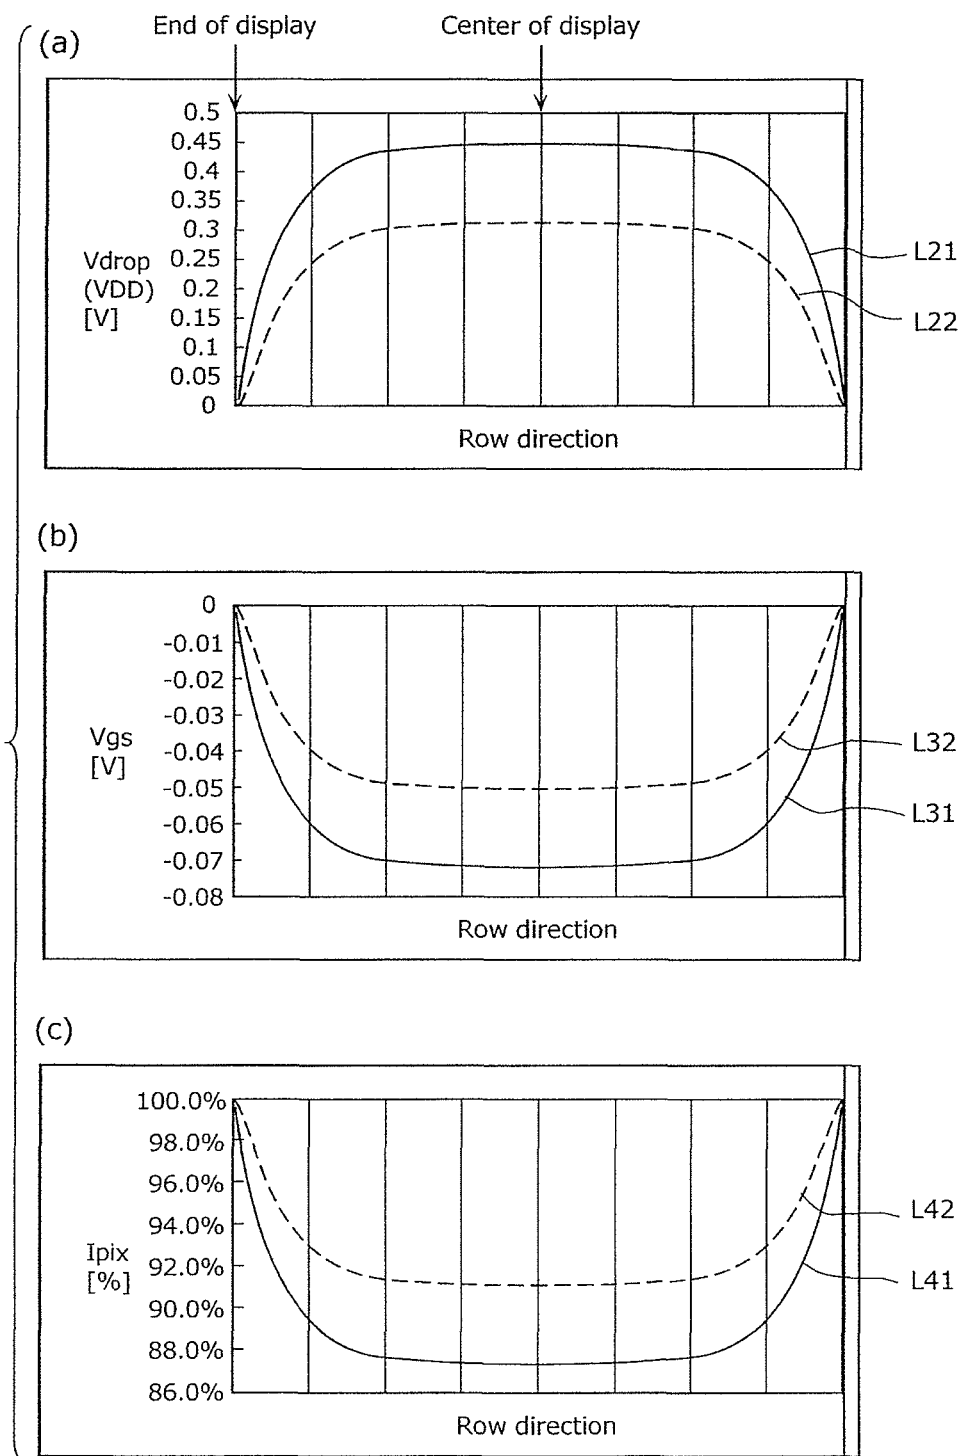 (a)
End of display
Center of display
0.5
0.45
0.4
0.35
0.3
0.25
0.2
0.15
0.1
0.05
0
Vdrop
(VDD)
[V]
L21
L22
Row direction
(b)
0
-0.01
-0.02
-0.03
-0.04
-0.05
-0.06
-0.07
-0.08
Vgs
[V]
L32
L31
Row direction
(c)
100.0%
98.0%
96.0%
94.0%
92.0%
90.0%
88.0%
86.0%
Ipix
[%]
L42
L41
Row direction